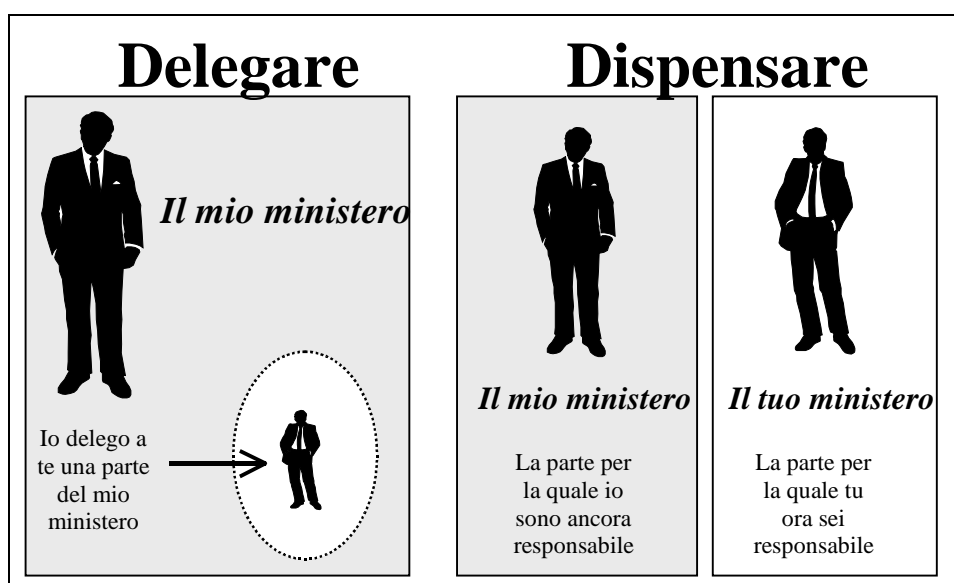 Delegare
Il mio ministero
Io delego a
te una parte
del mio
ministero
Dispensare
Il mio ministero
La parte per
la quale io
sono ancora
responsabile
Il tuo ministero
La parte per
la quale tu
ora sei
responsabile